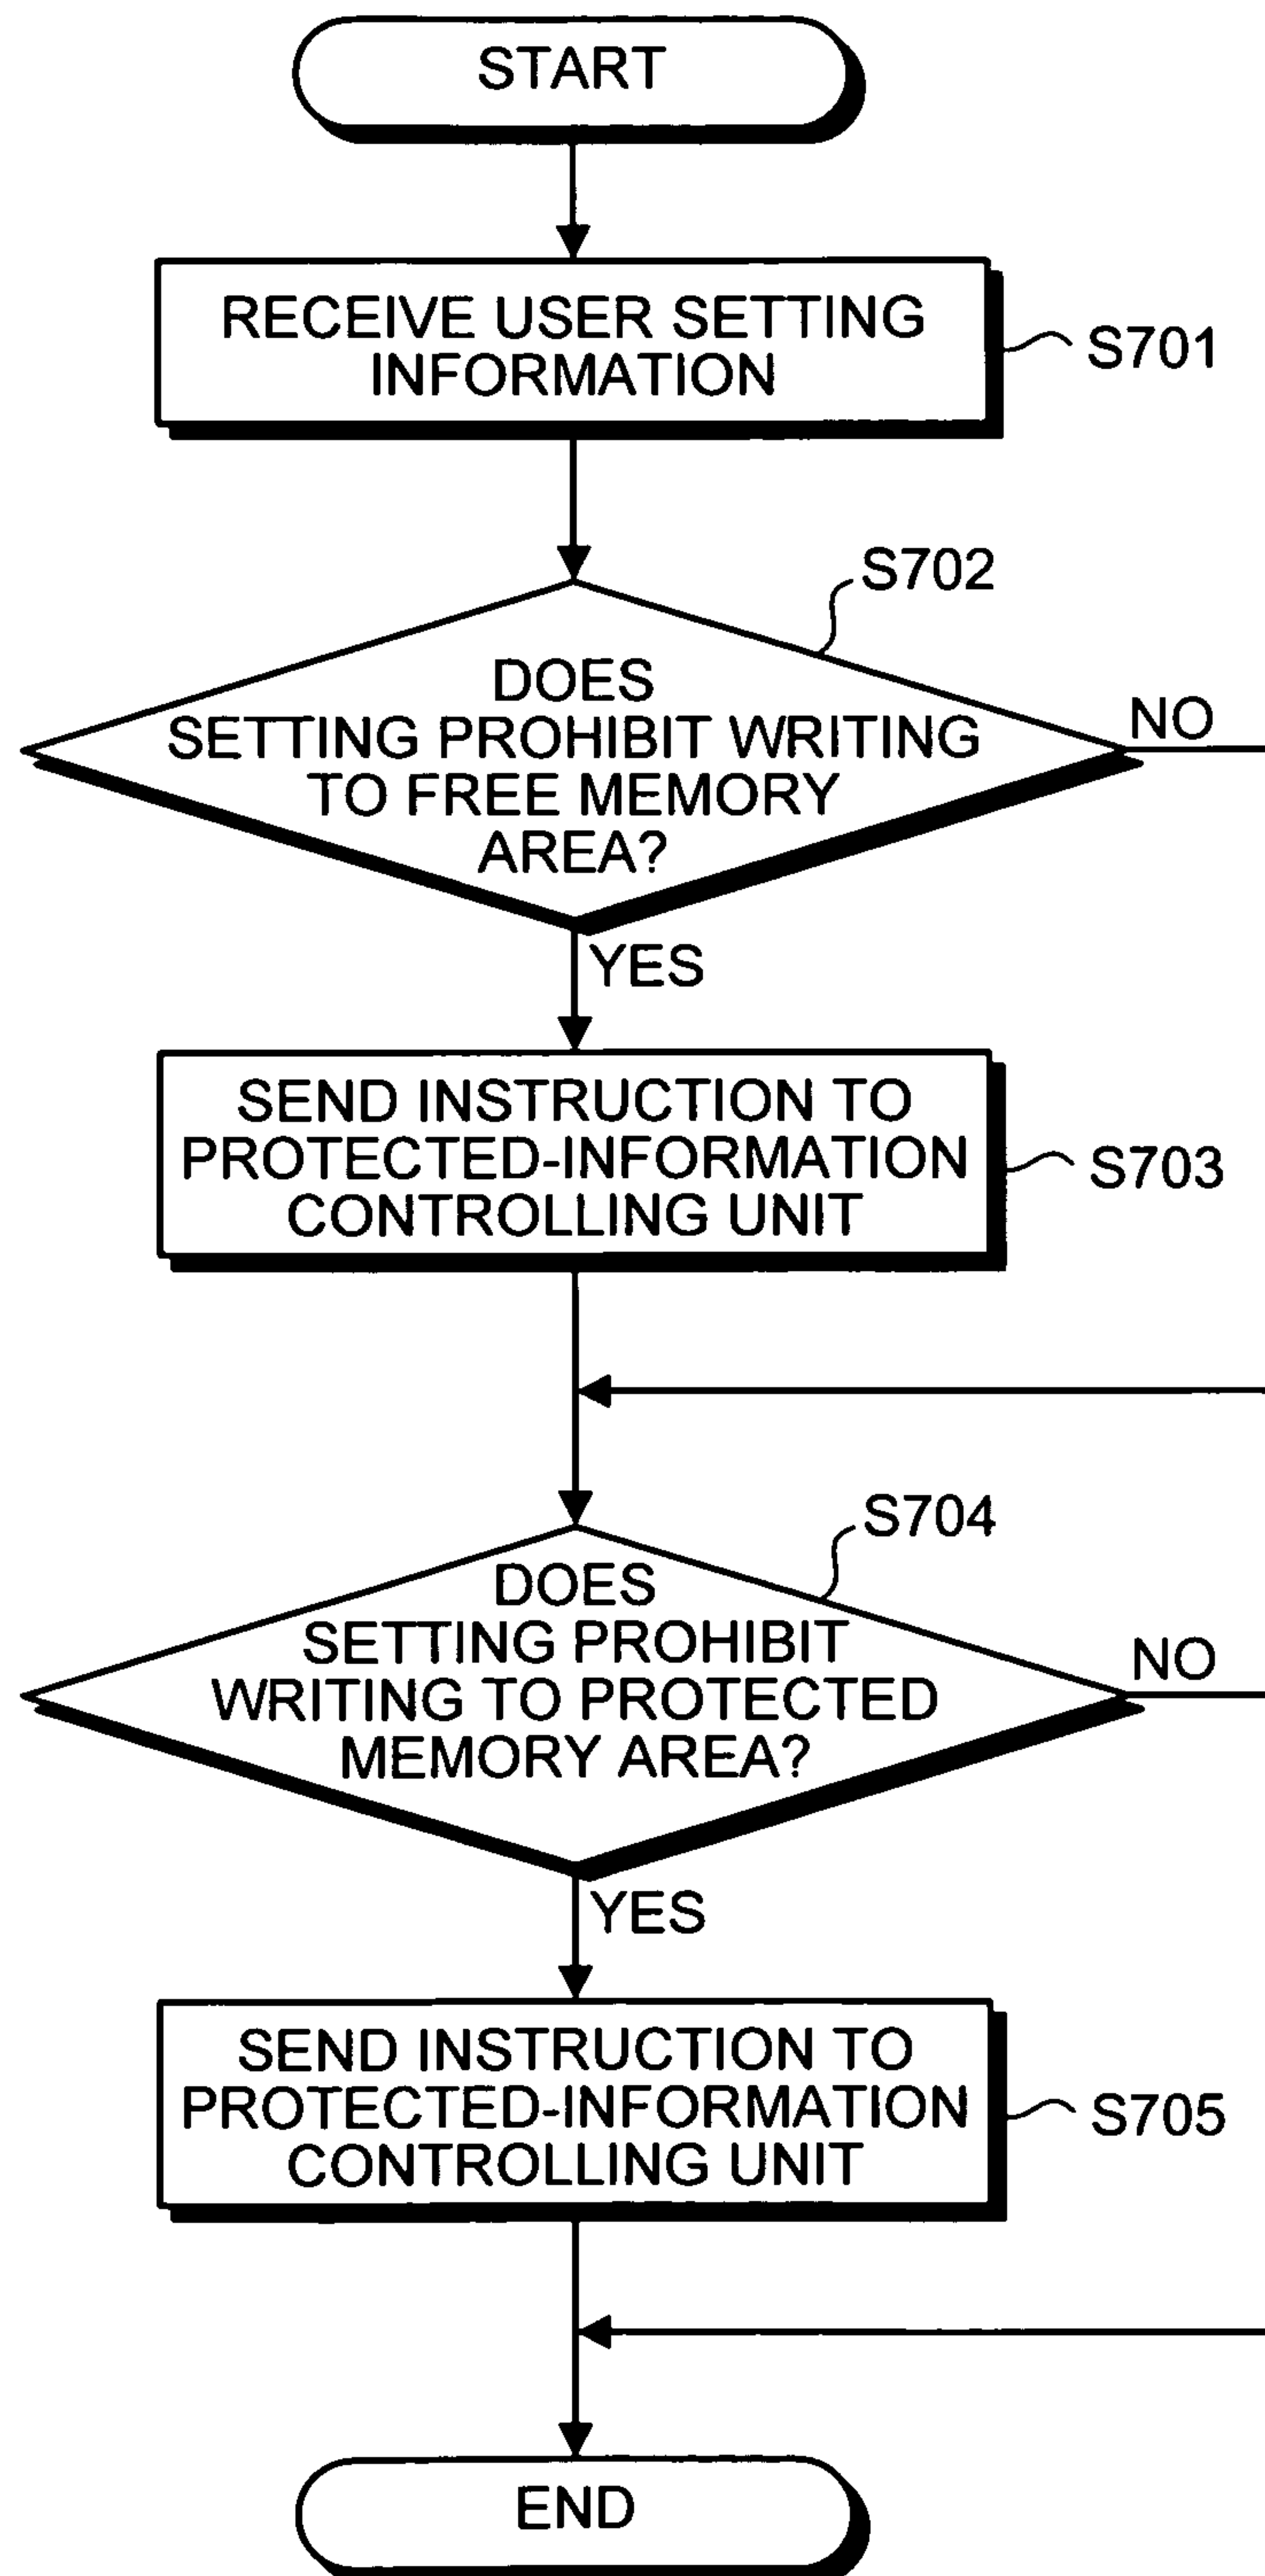 START
RECEIVE USER SETTING
INFORMATION
S701
S702
DOES
SETTING PROHIBIT WRITING
TO FREE MEMORY
AREA?
NO
YES
SEND INSTRUCTION TO
PROTECTED-INFORMATION
CONTROLLING UNIT
S703
S704
DOES
SETTING PROHIBIT
WRITING TO PROTECTED
MEMORY AREA?
NO
YES
SEND INSTRUCTION TO
PROTECTED-INFORMATION
CONTROLLING UNIT
S705
END